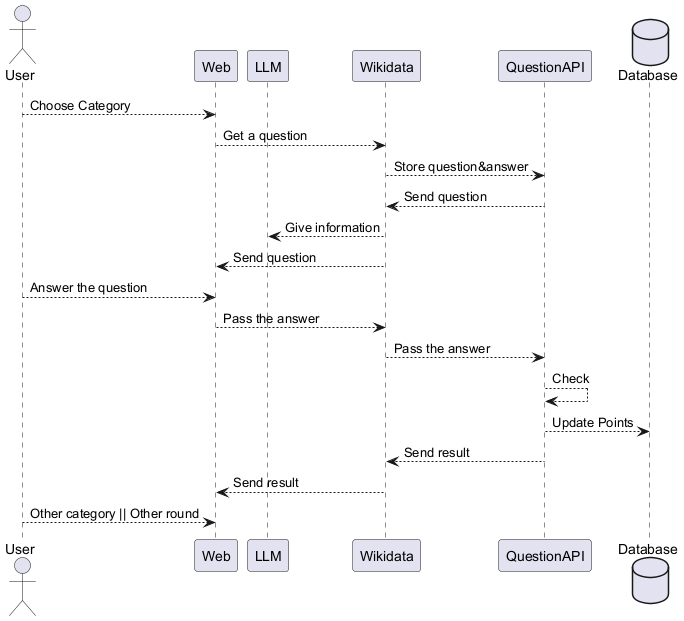 User
Web
LLM
Wikidata
QuestionAPI
Database
Choose Category
Get a question
Store question&answer
Send question
Give information
Send question
Answer the question
Pass the answer
Pass the answer
Check
Update Points
Send result
Send result
Other category || Other round
User
Web
LLM
Wikidata
QuestionAPI
Database